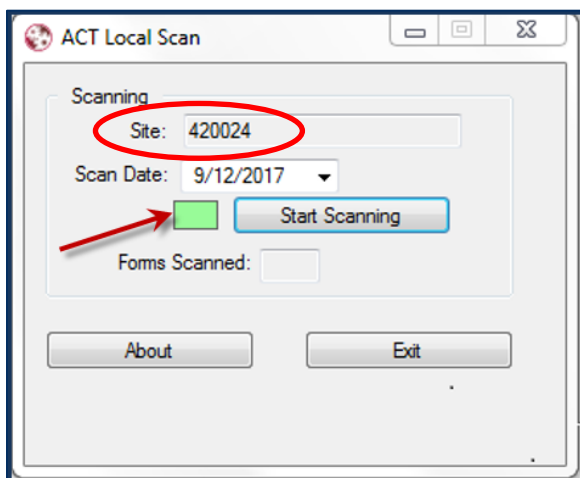 ACT Local Scan
Scanning
Site: 420024
Scan Date: 9/12/2017
Start Scanning
Forms Scanned:
About Exit